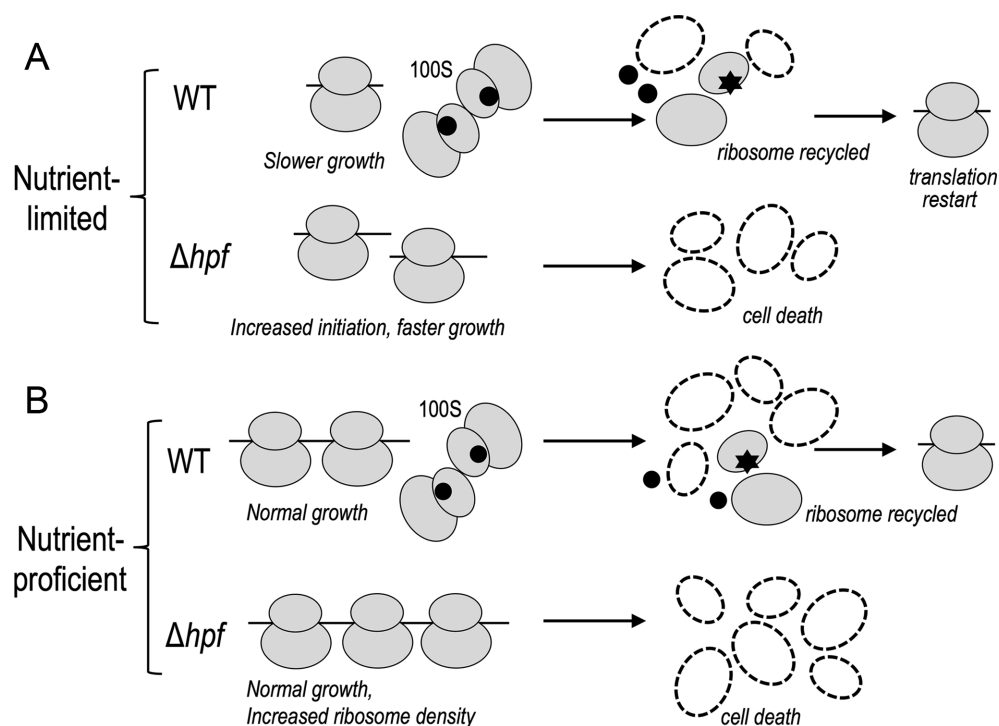 A
WT
100S
Slower growth
ribosome recycled
translation
restart
Nutrient-
limited
Δhpf
Increased initiation, faster growth
cell death
B
WT
100S
Normal growth
ribosome recycled
Nutrient-
proficient
Δhpf
Normal growth,
Increased ribosome density
cell death